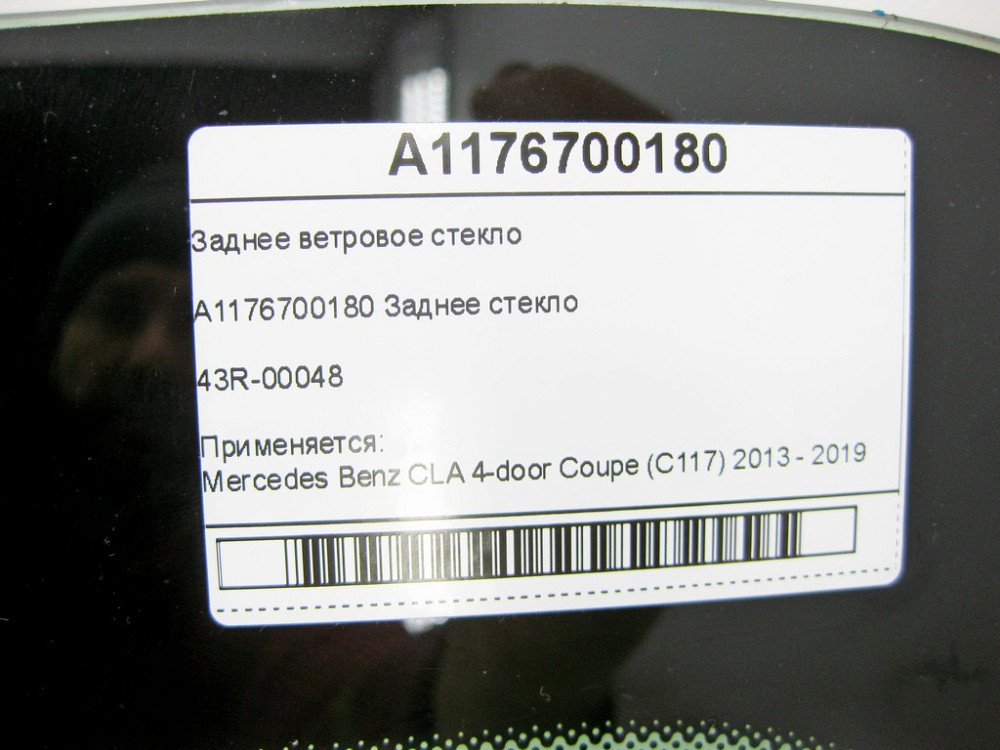 A1176700180
Заднее ветровое стекло
A1176700180 Заднее стекло
43R-00048
Применяется:
Mercedes Benz CLA 4-door Coupe (C117) 2013 - 2019